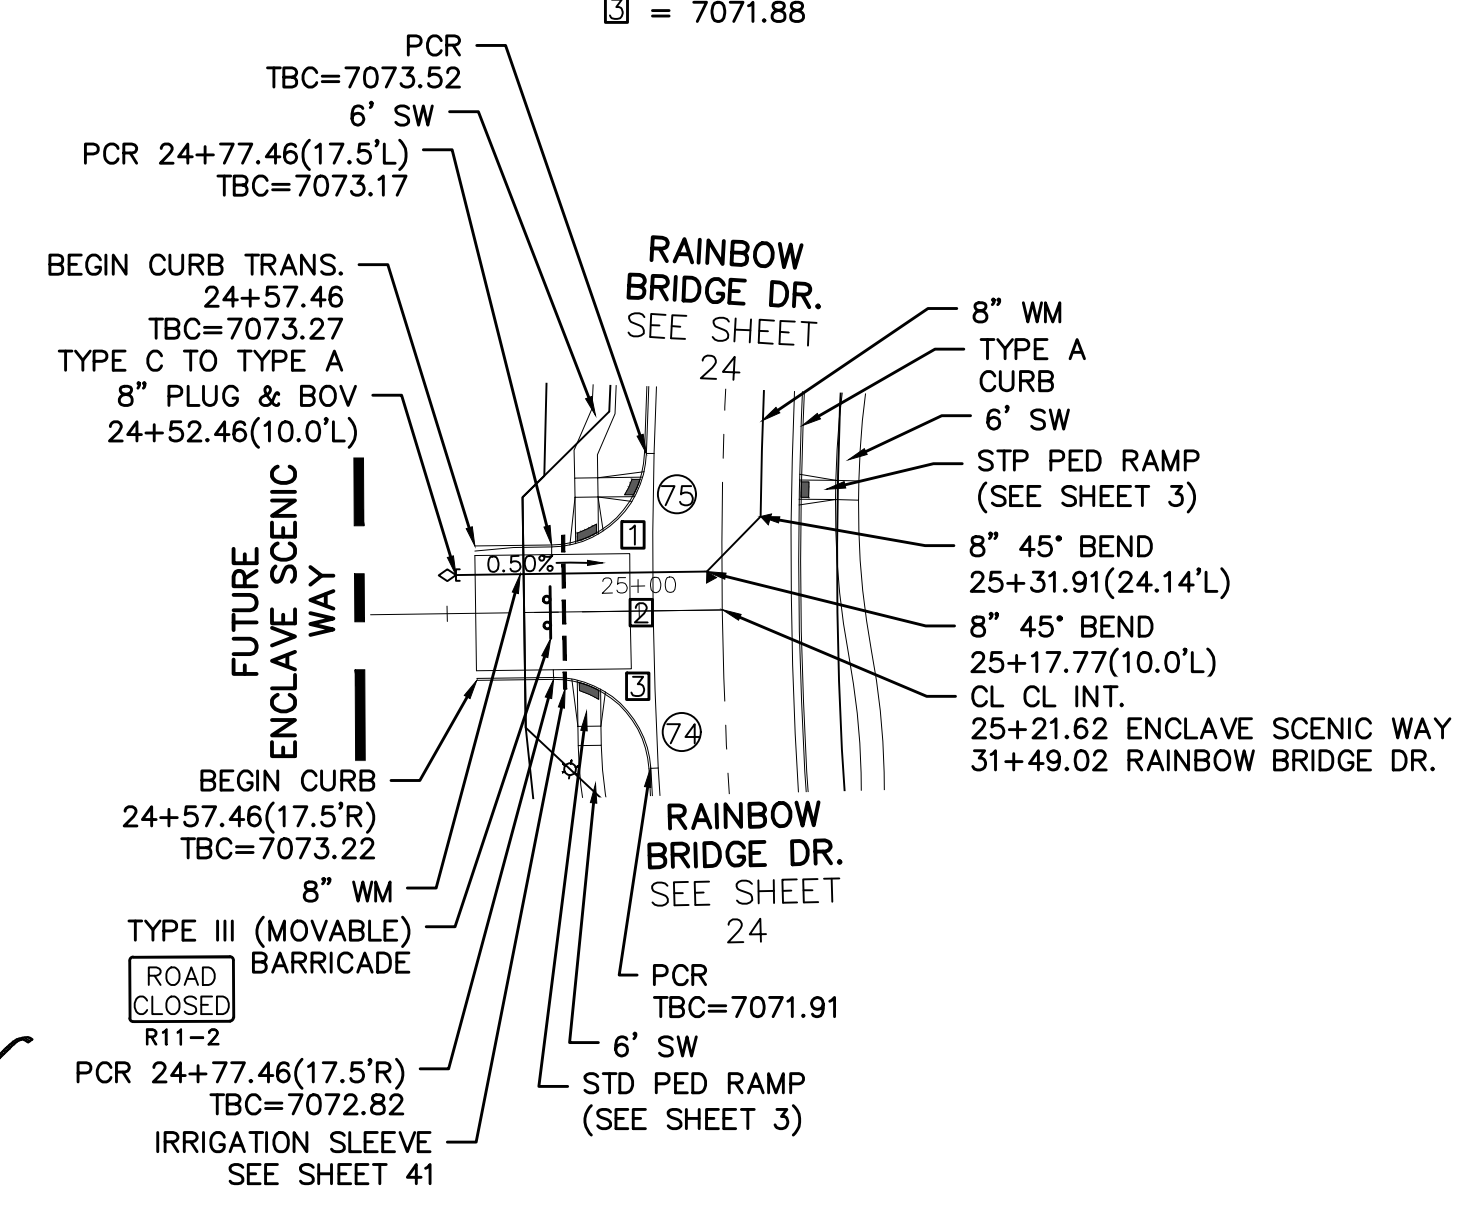 3 = 7071.88
PCR
TBC=7073.52
6' SW
PCR 24+77.46(17.5'L)
TBC=7073.17
BEGIN CURB TRANS.
24+57.46
TBC=7073.27
TYPE C TO TYPE A
8" PLUG & BOV
24+52.46(10.0'L)
RAINBOW
BRIDGE DR.
SEE SHEET
24
8" WM
TYPE A
CURB
6' SW
STP PED RAMP
(SEE SHEET 3)
8" 45° BEND
25+31.91(24.14'L)
8" 45° BEND
25+17.77(10.0'L)
CL CL INT.
25+21.62 ENCLAVE SCENIC WAY
31+49.02 RAINBOW BRIDGE DR.
FUTURE
ENCLAVE SCENIC
WAY
75
1
0.50%
25+00
2
3
74
BEGIN CURB
24+57.46(17.5'R)
TBC=7073.22
8" WM
TYPE III (MOVABLE)
BARRICADE
ROAD
CLOSED
R11-2
PCR 24+77.46(17.5'R)
TBC=7072.82
IRRIGATION SLEEVE
SEE SHEET 41
RAINBOW
BRIDGE DR.
SEE SHEET
24
PCR
TBC=7071.91
6' SW
STD PED RAMP
(SEE SHEET 3)